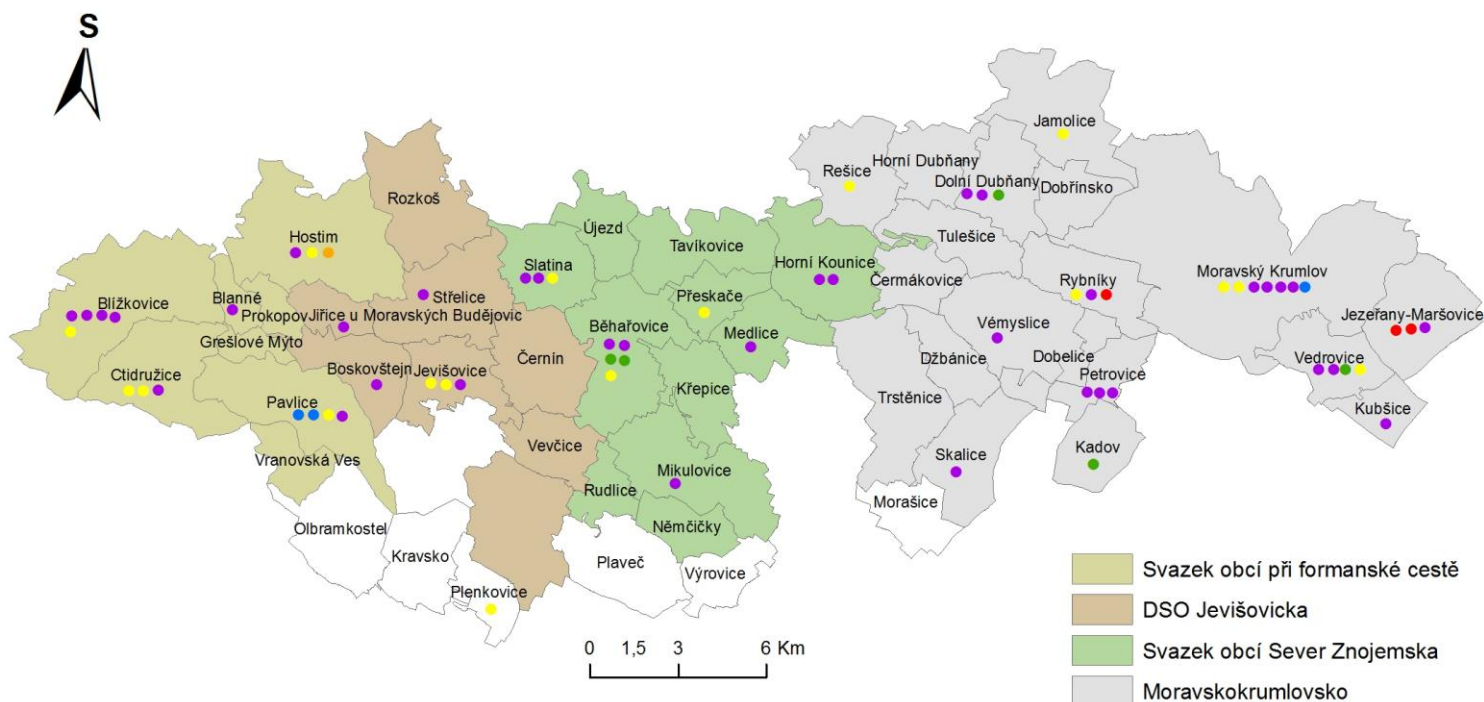 S
Jamolice
Horní Dubňany
Rešice
Dolní Dubňany
Dobřínsko
Rozkoš
Újezd
Hostim
Tavíkovice
Tulešice
Slatina
Horní Kounice
Čermákovice
Rybníky
Moravský Krumlov
Blížkovice
Blanné
Střelice
Přeskače
Prokopov
Jiřice u Moravských Budějovic
Jezeřany-Maršovice
Běhařovice
Medlice
Vémyslice
Grešlové Mýto
Černín
Džbánice
Dobelice
Vedrovice
Boskovštejn
Jevišovice
Petrovice
Ctidružice
Křepice
Trstěnice
Pavlice
Kubšice
Vevčice
Kadov
Skalice
Vranovská Ves
Mikulovice
Rudlice
Morašice
Olbramkostel
Němčičky
Kravsko
Plaveč
Výrovice
Plenkovice
Svazek obcí při formanské cestě
DSO Jevišovicka
Svazek obcí Sever Znojemska
Moravskokrumlovsko
0 1,5 3 6 Km